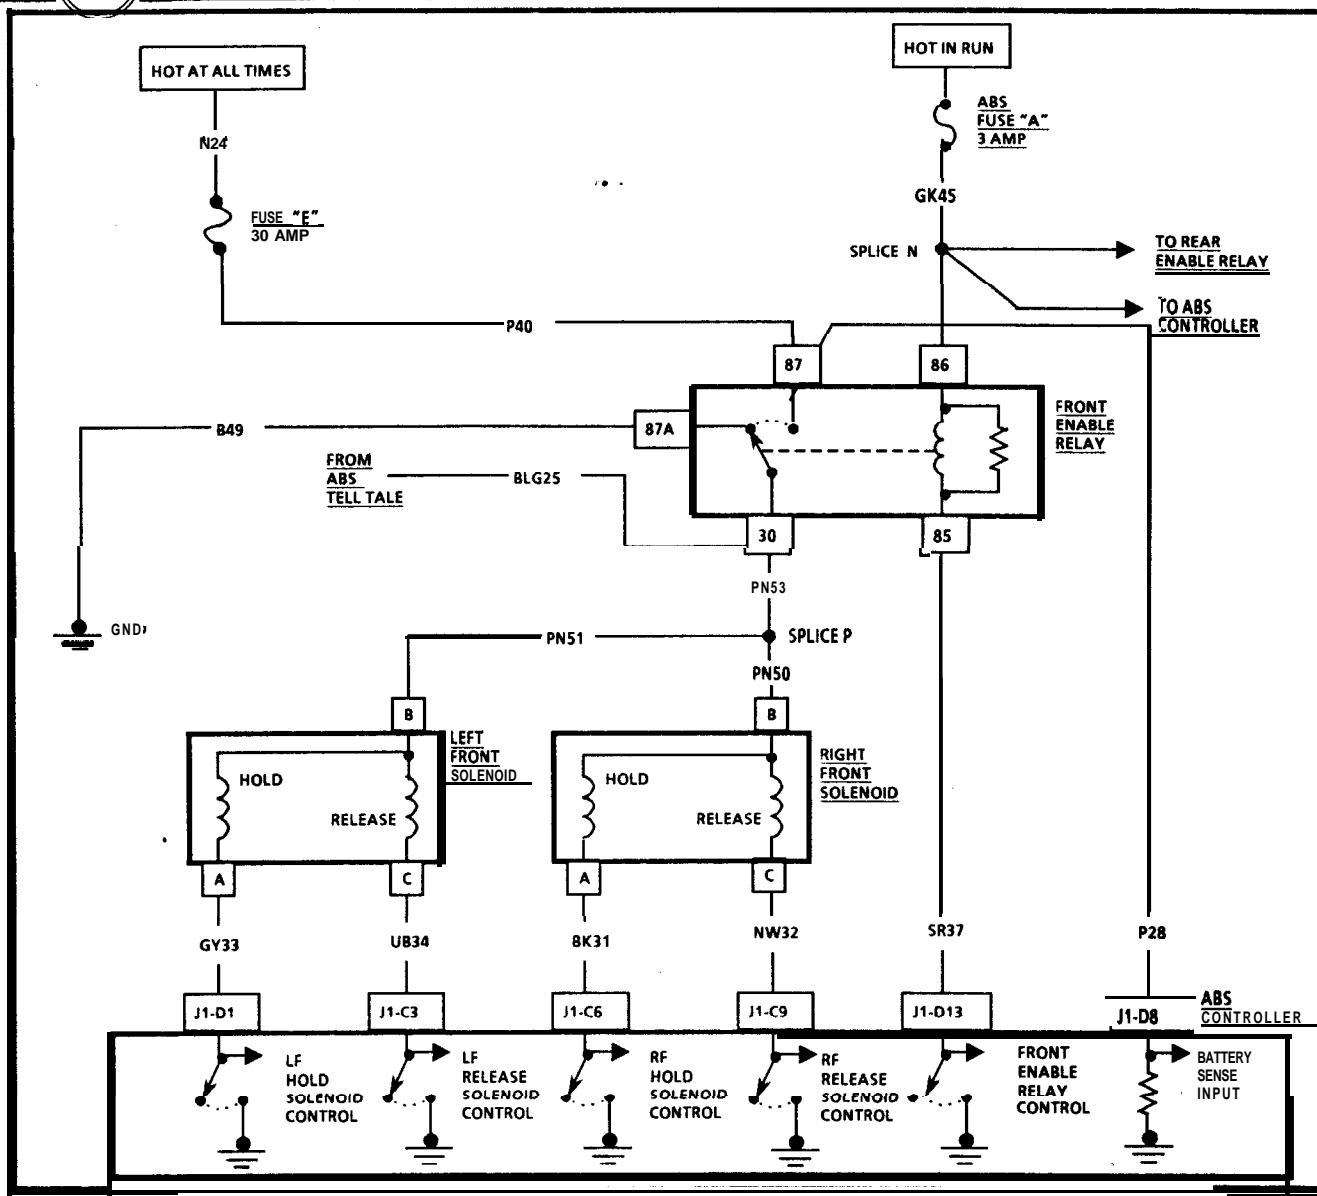 HOT AT ALL TIMES
HOT IN RUN
ABS
FUSE "A"
3 AMP
N24
GK45
FUSE "E"
30 AMP
SPLICE N
TO REAR
ENABLE RELAY
TO ABS
CONTROLLER
P40
87
86
FRONT
ENABLE
RELAY
B49
87A
FROM
ABS
TELL TALE
BLG25
30
85
PN53
GND
PN51
SPLICE P
PN50
B
B
LEFT
FRONT
SOLENOID
RIGHT
FRONT
SOLENOID
HOLD
RELEASE
HOLD
RELEASE
A
C
A
C
GY33
UB34
BK31
NW32
SR37
P28
J1-D1
J1-C3
J1-C6
J1-C9
J1-D13
J1-D8
ABS
CONTROLLER
LF
HOLD
SOLENOID
CONTROL
LF
RELEASE
SOLENOID
CONTROL
RF
HOLD
SOLENOID
CONTROL
RF
RELEASE
SOLENOID
CONTROL
FRONT
ENABLE
RELAY
CONTROL
BATTERY
SENSE
INPUT